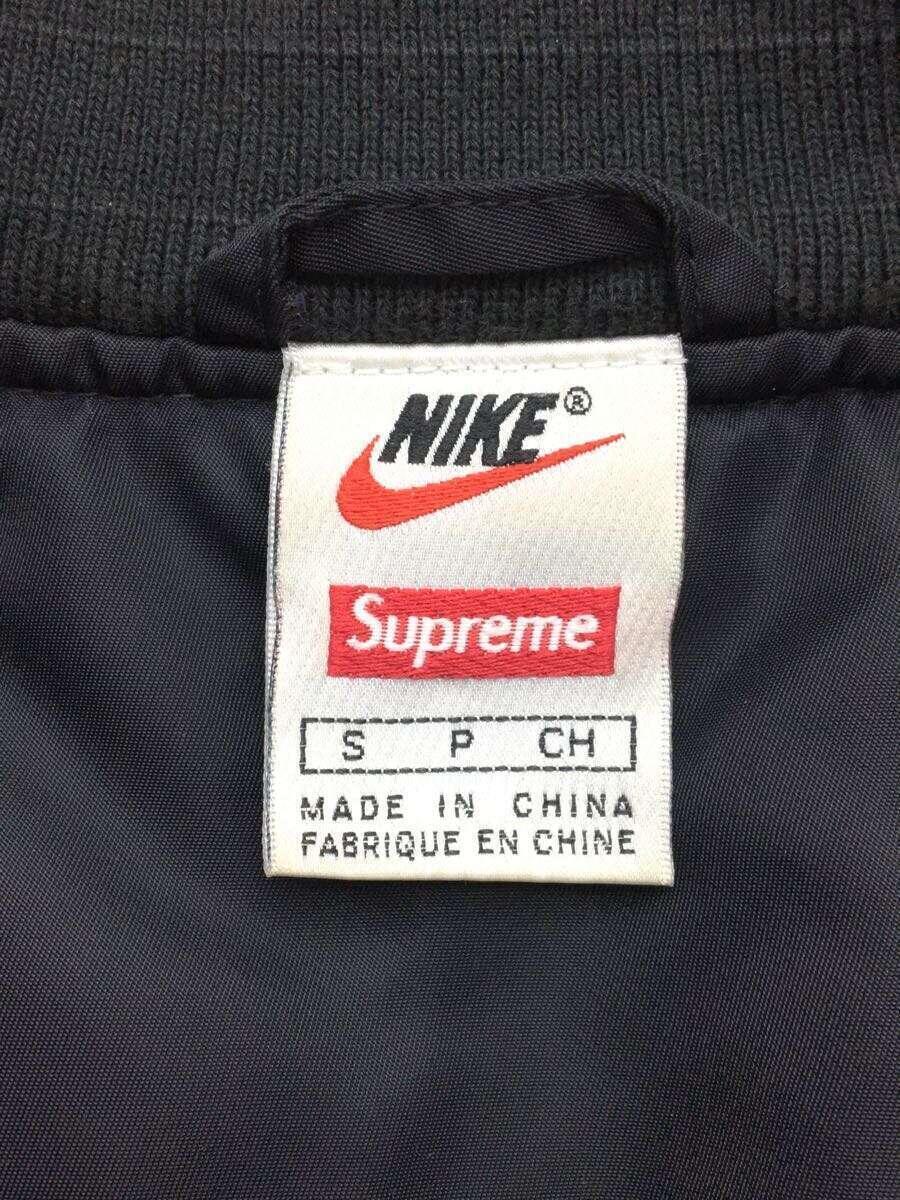 NIKE®
Supreme
S P CH
MADE IN CHINA
FABRIQUE EN CHINE